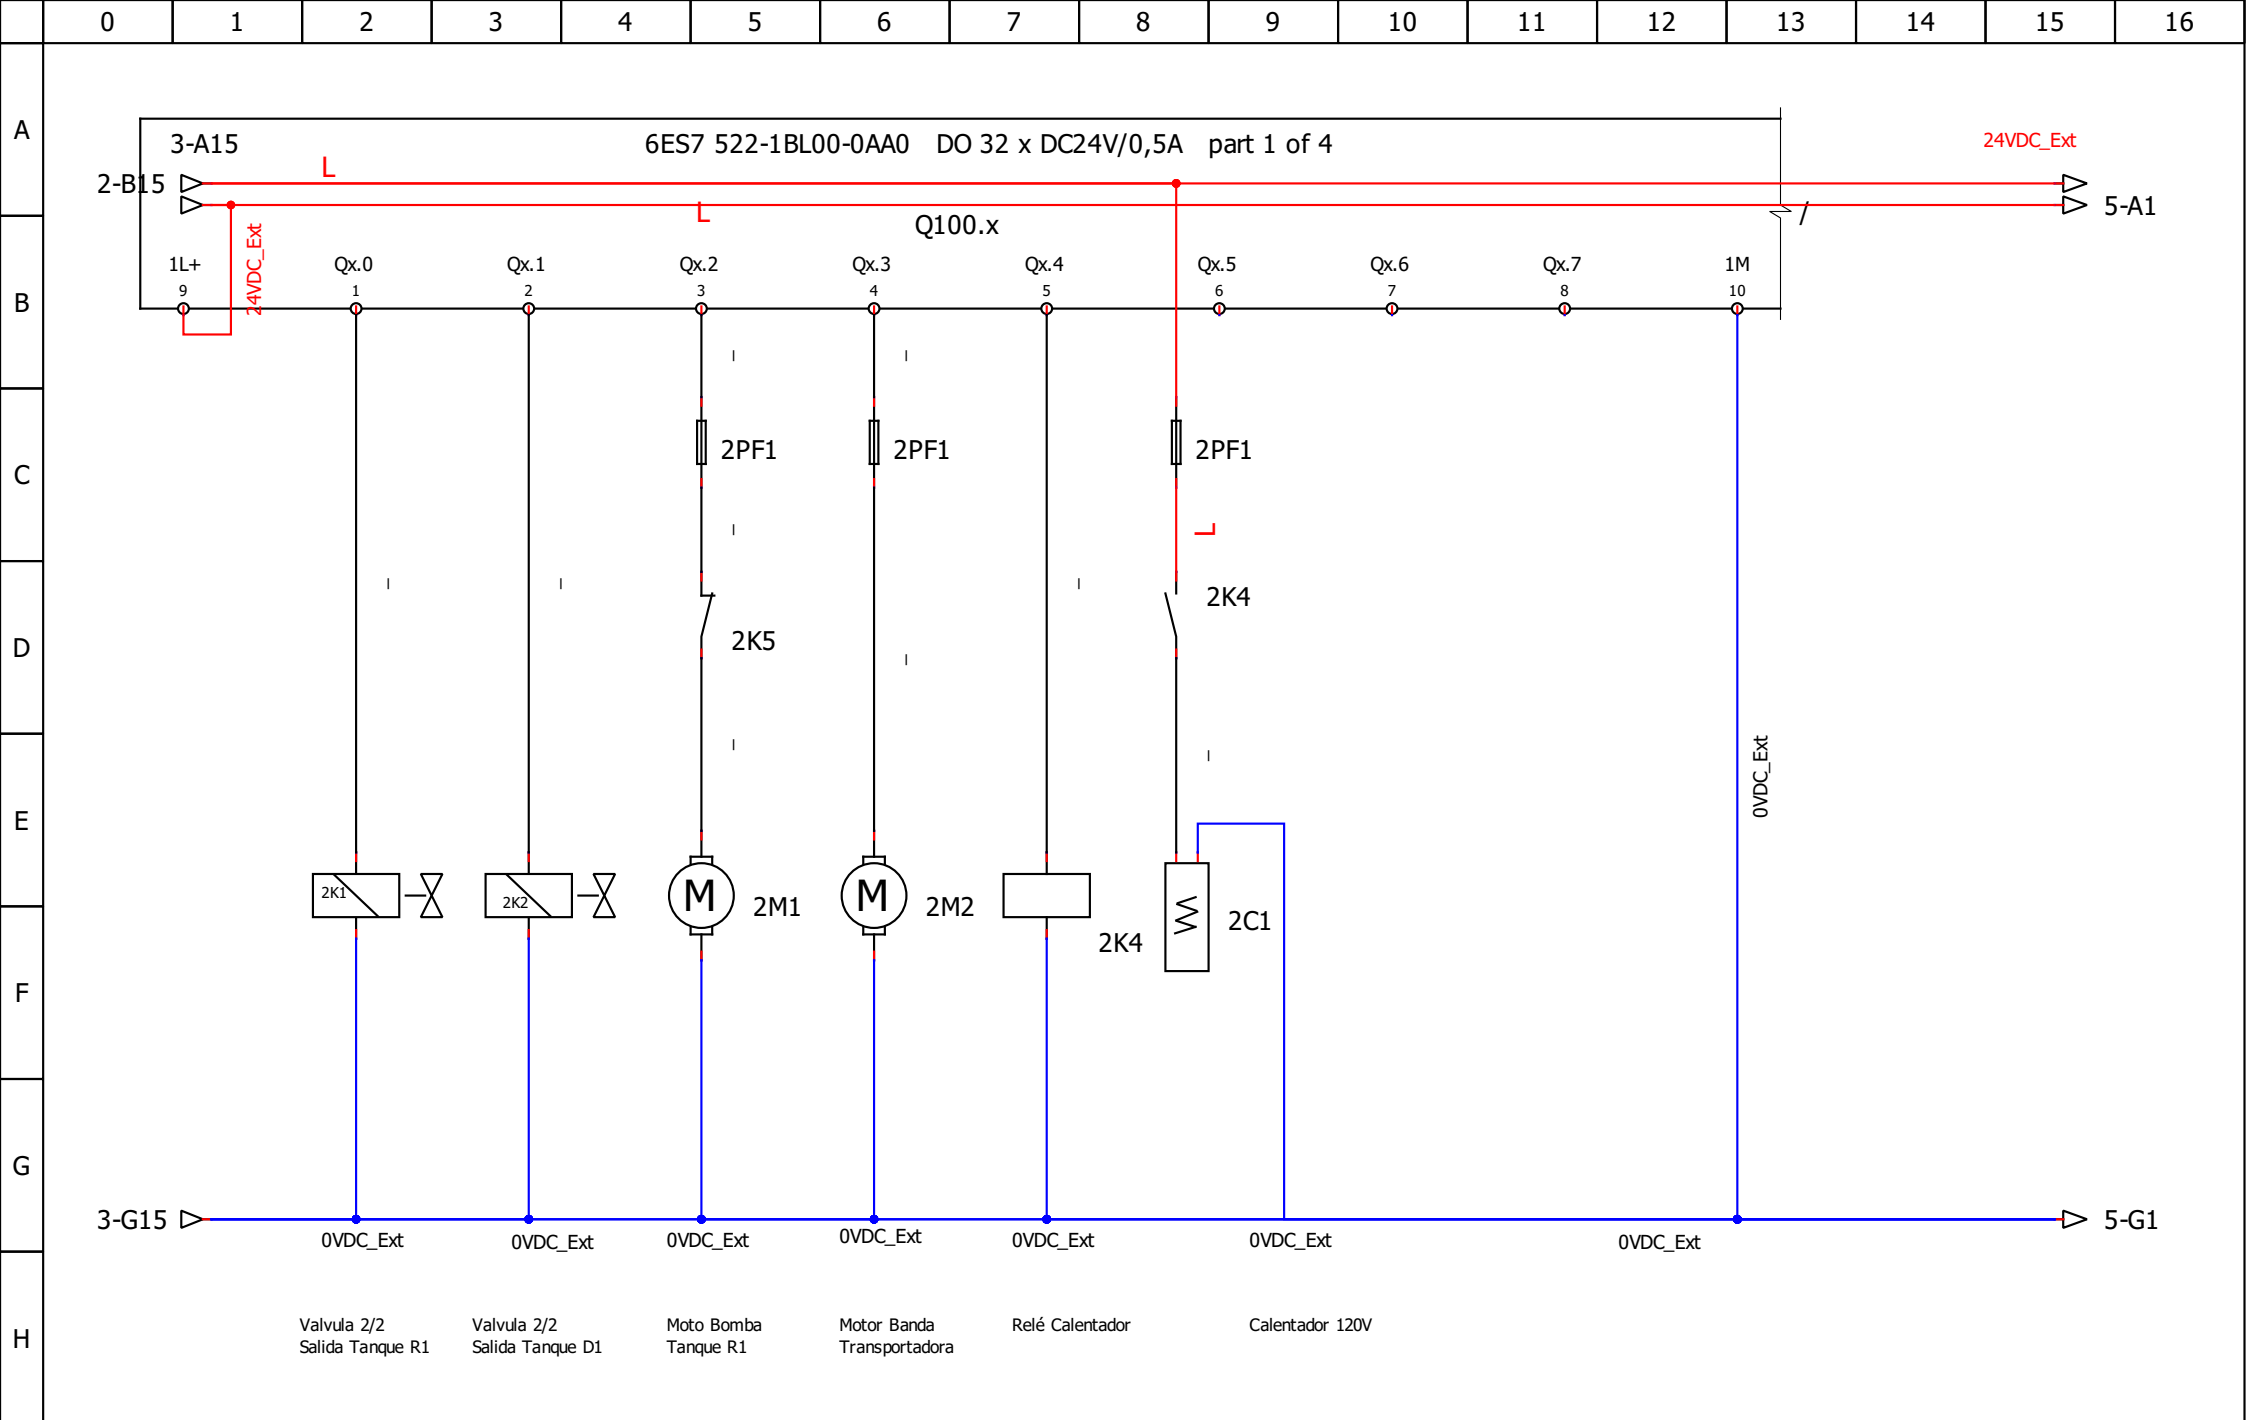 0 1 2 3 4 5 6 7 8 9 10 11 12 13 14 15 16
A
3-A15 6ES7 522-1BL00-0AA0 DO 32 x DC24V/0,5A part 1 of 4 24VDC_Ext
2-B15 L
L Q100.x / 5-A1
24VDC_Ext
1L+ Qx.0 Qx.1 Qx.2 Qx.3 Qx.4 Qx.5 Qx.6 Qx.7 1M
9 1 2 3 4 5 6 7 8 10
B
C
2PF1 2PF1 2PF1
L
2K4
D
2K5
0VDC_Ext
E
2K1 2K2 M 2M1 M 2M2 2K4 2C1
F
G
3-G15 5-G1
0VDC_Ext 0VDC_Ext 0VDC_Ext 0VDC_Ext 0VDC_Ext 0VDC_Ext 0VDC_Ext
H
Valvula 2/2
Salida Tanque R1
Valvula 2/2
Salida Tanque D1
Moto Bomba
Tanque R1
Motor Banda
Transportadora
Relé Calentador
Calentador 120V